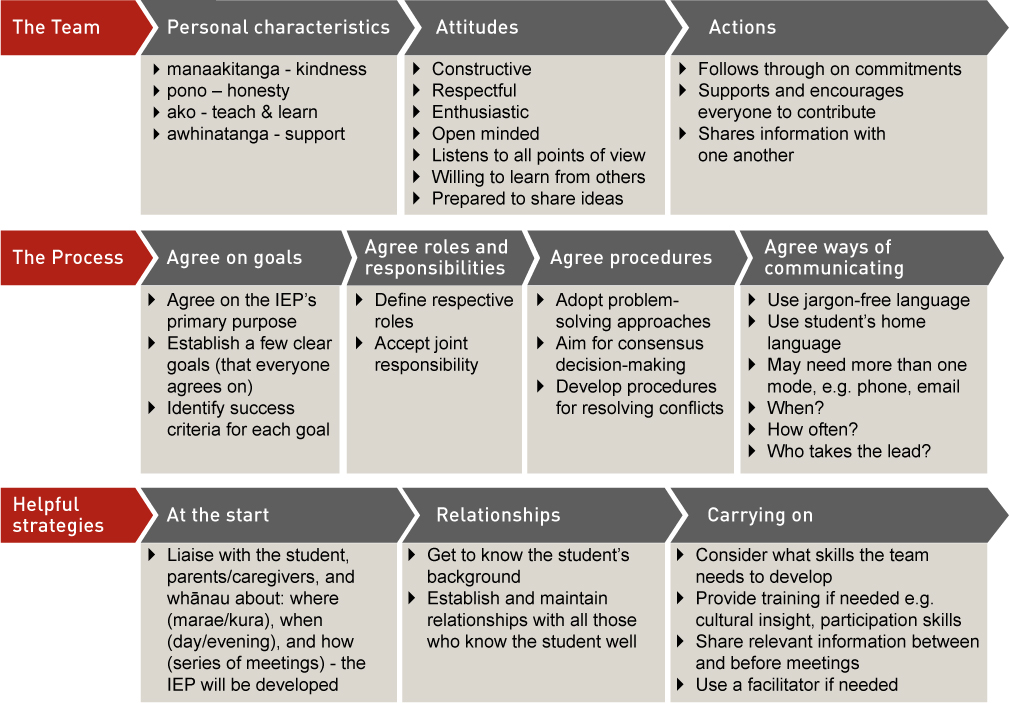 The Team
Personal characteristics
manaakitanga - kindness
pono – honesty
ako - teach & learn
awhinatanga - support
Attitudes
Constructive
Respectful
Enthusiastic
Open minded
Listens to all points of view
Willing to learn from others
Prepared to share ideas
Actions
Follows through on commitments
Supports and encourages
everyone to contribute
Shares information with
one another
The Process
Agree on goals
Agree on the IEP's
primary purpose
Establish a few clear
goals (that everyone
agrees on)
Identify success
criteria for each goal
Agree roles and
responsibilities
Define respective
roles
Accept joint
responsibility
Agree procedures
Adopt problem-
solving approaches
Aim for consensus
decision-making
Develop procedures
for resolving conflicts
Agree ways of
communicating
Use jargon-free language
Use student's home
language
May need more than one
mode, e.g. phone, email
When?
How often?
Who takes the lead?
Helpful
strategies
At the start
Liaise with the student,
parents/caregivers, and
whānau about: where
(marae/kura), when
(day/evening), and how
(series of meetings) - the
IEP will be developed
Relationships
Get to know the student's
background
Establish and maintain
relationships with all those
who know the student well
Carrying on
Consider what skills the team
needs to develop
Provide training if needed e.g.
cultural insight, participation skills
Share relevant information between
and before meetings
Use a facilitator if needed